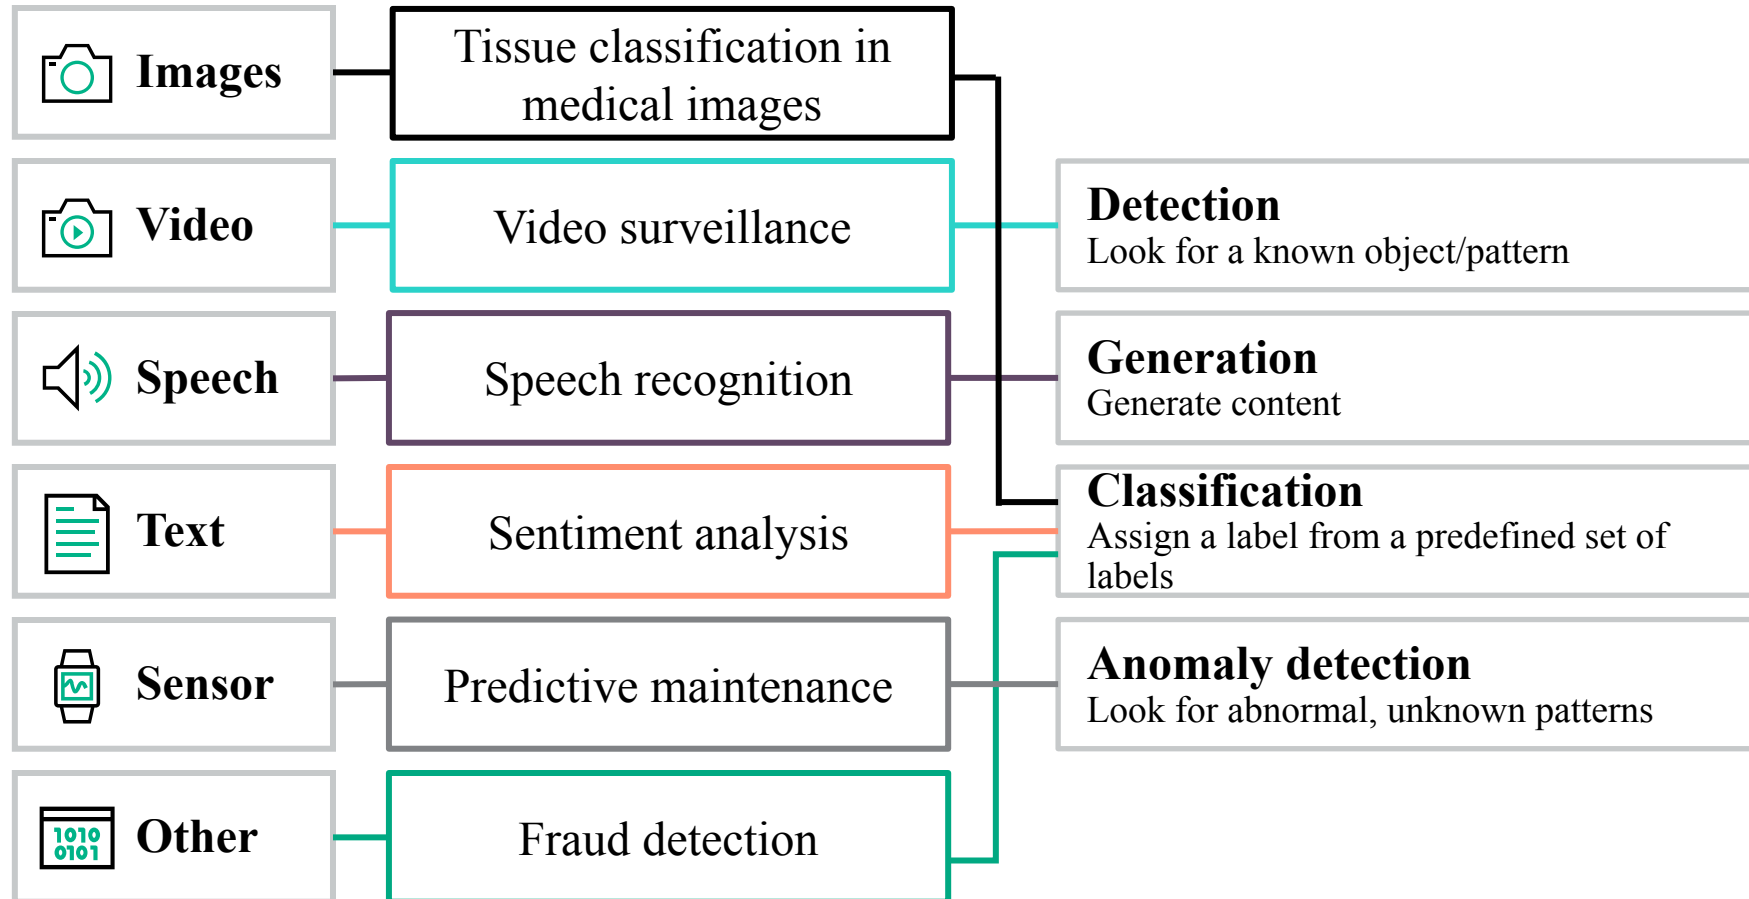 Images
Tissue classification in
medical images
Video
Video surveillance
Detection
Look for a known object/pattern
Speech
Speech recognition
Generation
Generate content
Text
Sentiment analysis
Classification
Assign a label from a predefined set of
labels
Sensor
Predictive maintenance
Anomaly detection
Look for abnormal, unknown patterns
1010
0101
Other
Fraud detection